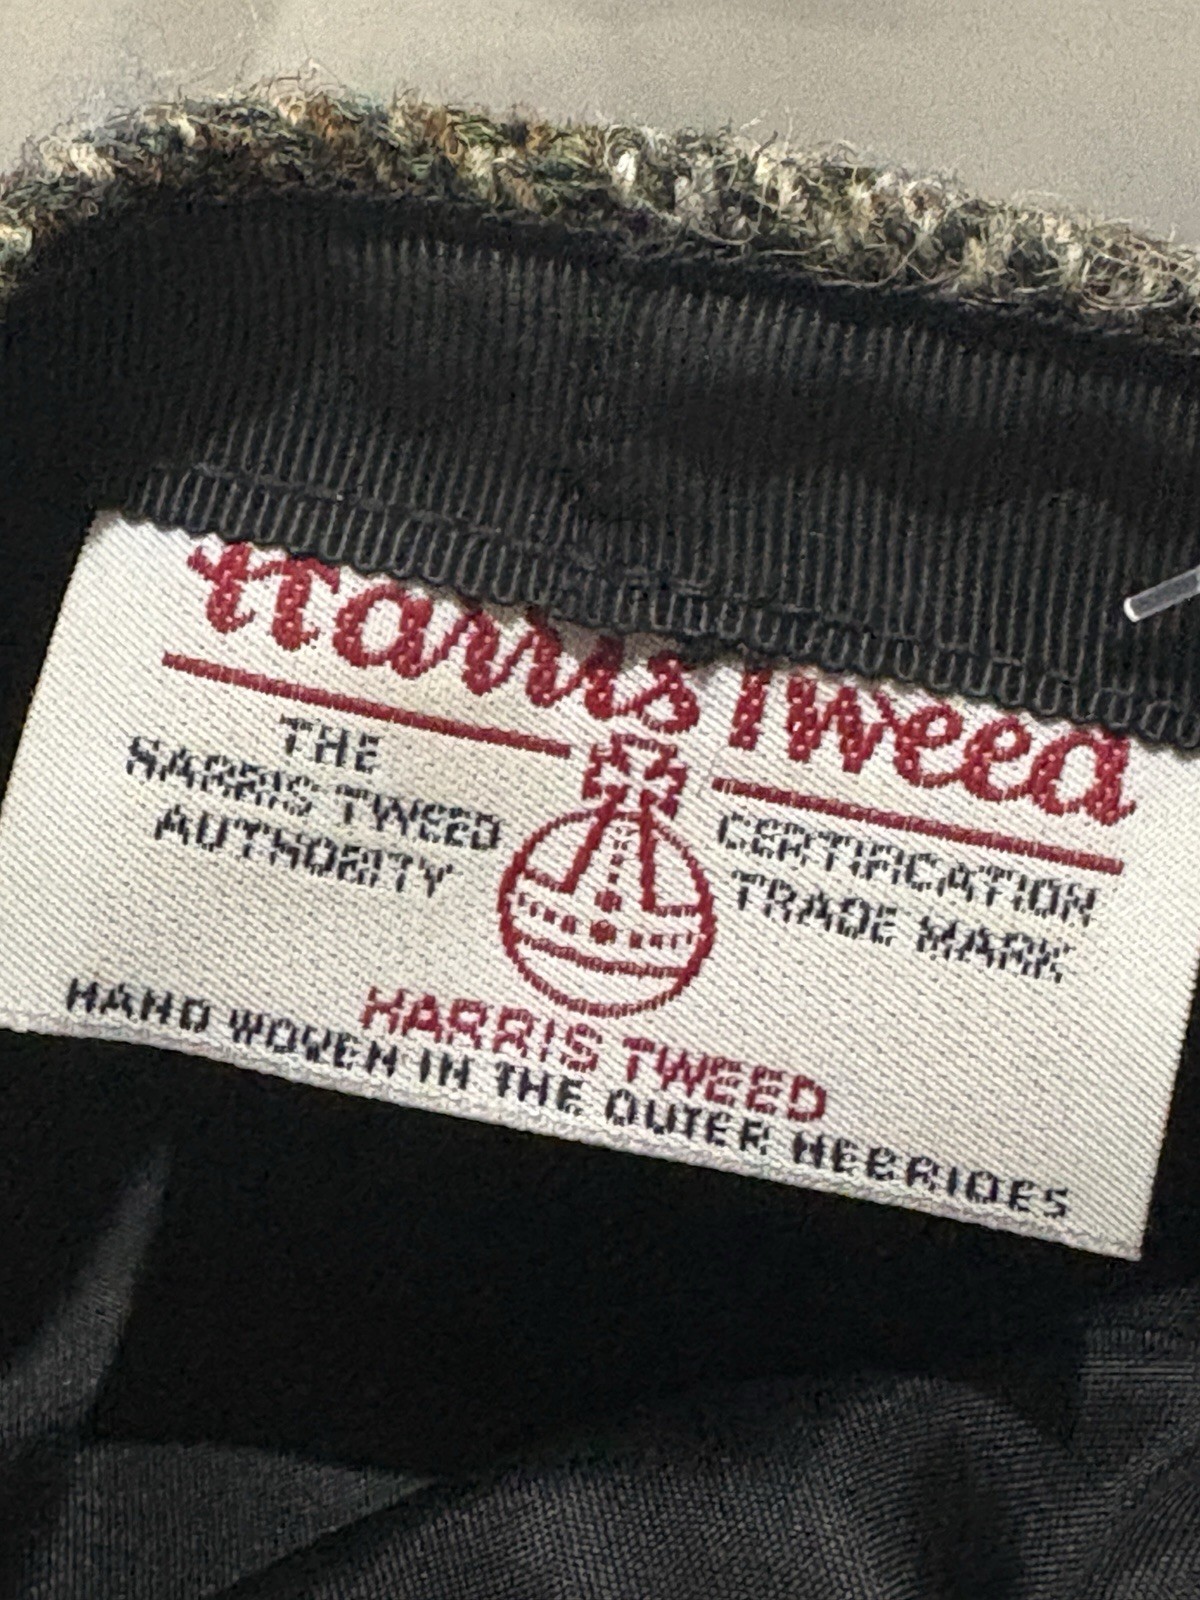 Harris Tweed
THE
HARRIS TWEED
AUTHORITY
CERTIFICATION
TRADE MARK
HARRIS TWEED
HAND WOVEN IN THE OUTER HEBRIDES